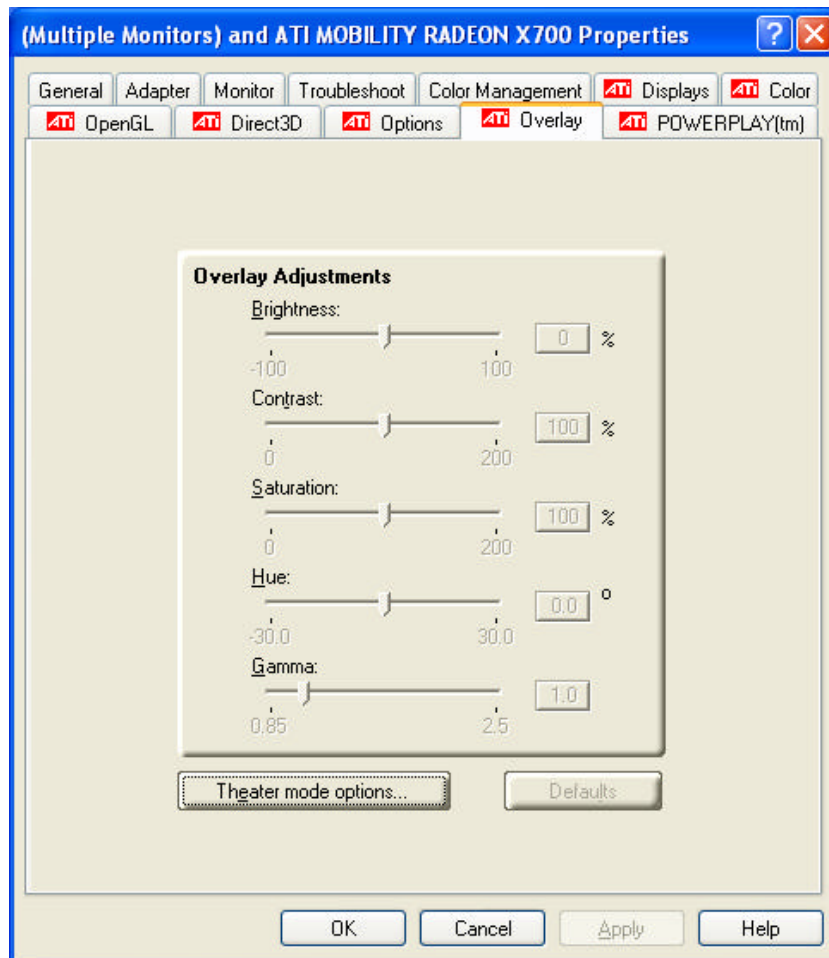 (Multiple Monitors) and ATI MOBILITY RADEON X700 Properties
General Adapter Monitor Troubleshoot Color Management ATI Displays ATI Color
ATI OpenGL ATI Direct3D ATI Options ATI Overlay ATI POWERPLAY(tm)
Overlay Adjustments
Brightness:
0 %
-100 100
Contrast:
100 %
0 200
Saturation:
100 %
0 200
Hue:
0.0 °
-30.0 30.0
Gamma:
1.0
0.85 2.5
Theater mode options... Defaults
OK Cancel Apply Help